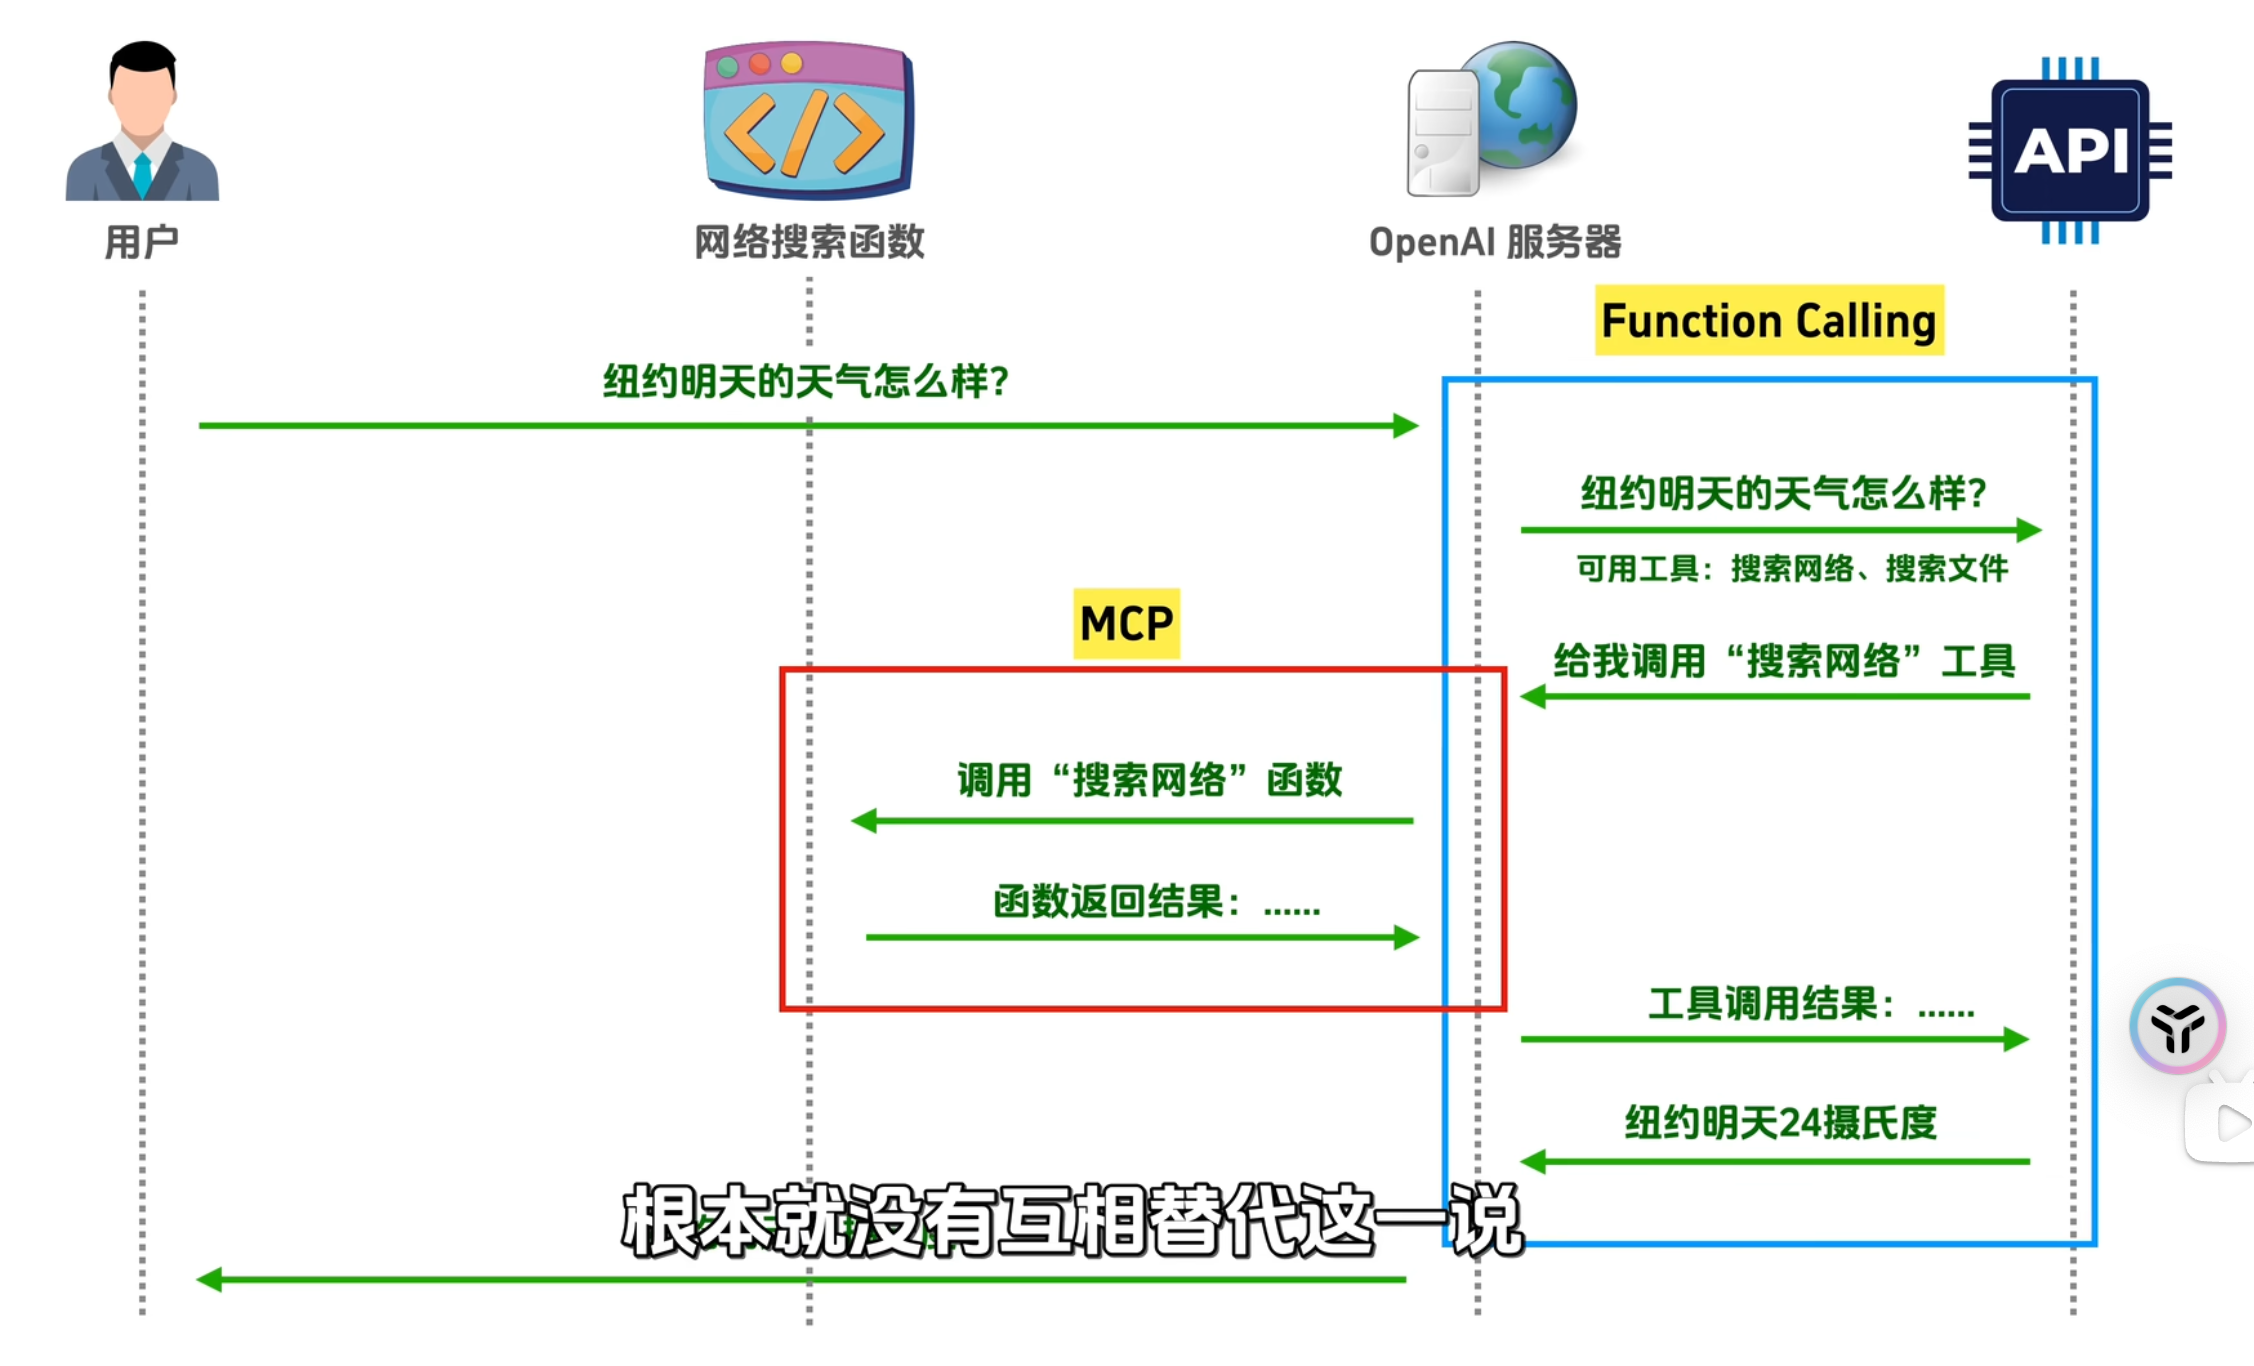 用户
网络搜索函数
OpenAI 服务器
API
Function Calling
纽约明天的天气怎么样？
纽约明天的天气怎么样？
可用工具：搜索网络、搜索文件
MCP
给我调用“搜索网络”工具
调用“搜索网络”函数
函数返回结果：......
工具调用结果：......
纽约明天24摄氏度
根本就没有互相替代这一说